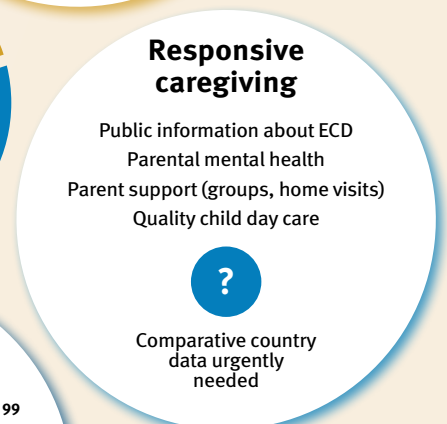 Responsive
caregiving
Public information about ECD
Parental mental health
Parent support (groups, home visits)
Quality child day care
?
Comparative country
data urgently
needed
99